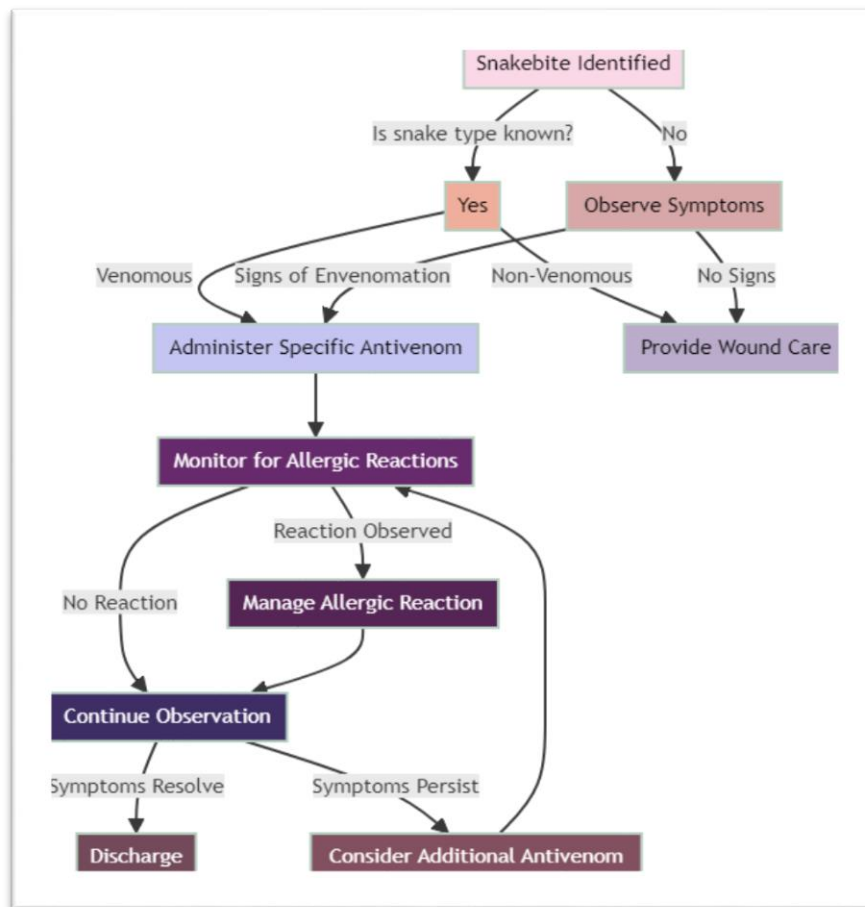 Snakebite Identified
Is snake type known?
No
Yes
Observe Symptoms
Venomous
Signs of Envenomation
Non-Venomous
No Signs
Administer Specific Antivenom
Provide Wound Care
Monitor for Allergic Reactions
Reaction Observed
No Reaction
Manage Allergic Reaction
Continue Observation
Symptoms Resolve
Symptoms Persist
Discharge
Consider Additional Antivenom